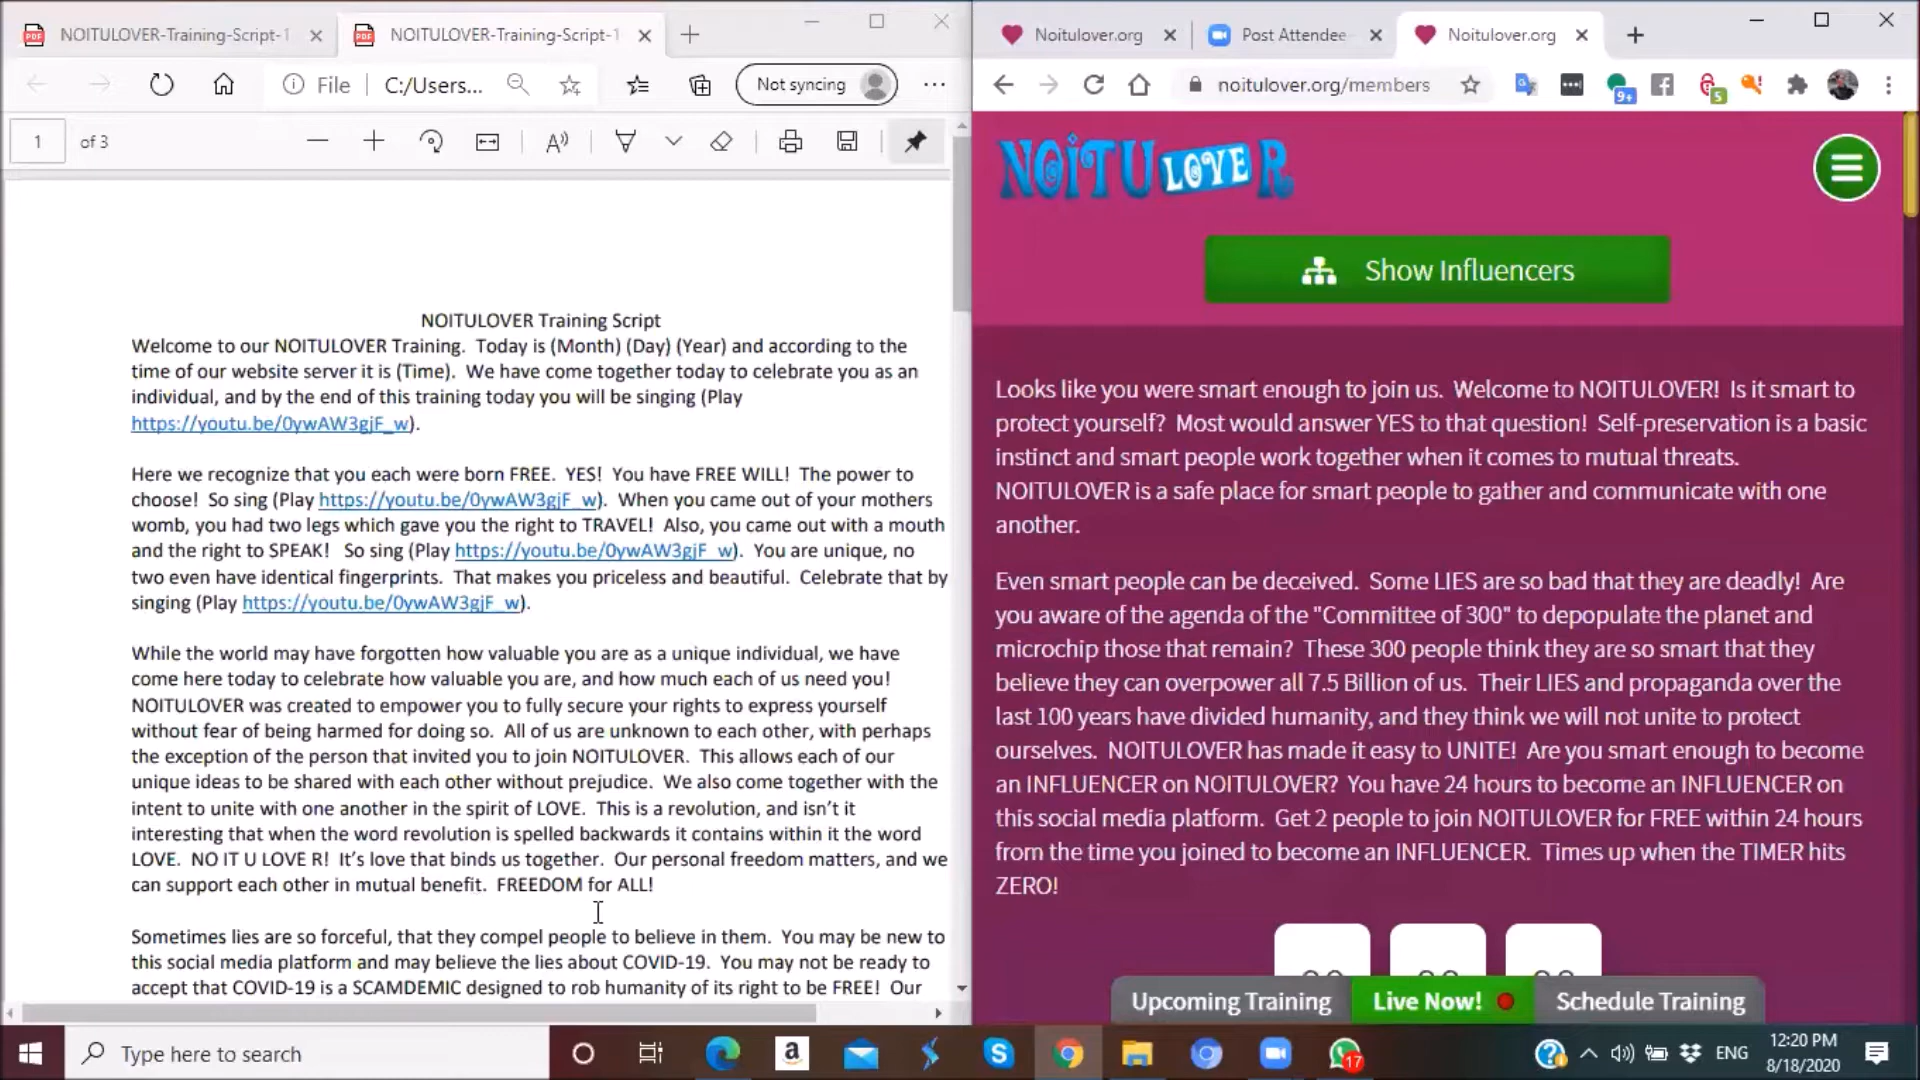 NOITULOVER-Training-Script-1
NOITULOVER-Training-Script-1
File
C:/Users...
Not syncing
1
of 3
NOITULOVER Training Script
Welcome to our NOITULOVER Training. Today is (Month) (Day) (Year) and according to the
time of our website server it is (Time). We have come together today to celebrate you as an
individual, and by the end of this training today you will be singing (Play
https://youtu.be/0ywAW3gjF_w).
Here we recognize that you each were born FREE. YES! You have FREE WILL! The power to
choose! So sing (Play https://youtu.be/0ywAW3gjF_w). When you came out of your mothers
womb, you had two legs which gave you the right to TRAVEL! Also, you came out with a mouth
and the right to SPEAK! So sing (Play https://youtu.be/0ywAW3gjF_w). You are unique, no
two even have identical fingerprints. That makes you priceless and beautiful. Celebrate that by
singing (Play https://youtu.be/0ywAW3gjF_w).
While the world may have forgotten how valuable you are as a unique individual, we have
come here today to celebrate how valuable you are, and how much each of us need you!
NOITULOVER was created to empower you to fully secure your rights to express yourself
without fear of being harmed for doing so. All of us are unknown to each other, with perhaps
the exception of the person that invited you to join NOITULOVER. This allows each of our
unique ideas to be shared with each other without prejudice. We also come together with the
intent to unite with one another in the spirit of LOVE. This is a revolution, and isn't it
interesting that when the word revolution is spelled backwards it contains within it the word
LOVE. NO IT U LOVE R! It's love that binds us together. Our personal freedom matters, and we
can support each other in mutual benefit. FREEDOM for ALL!
Sometimes lies are so forceful, that they compel people to believe in them. You may be new to
this social media platform and may believe the lies about COVID-19. You may not be ready to
accept that COVID-19 is a SCAMDEMIC designed to rob humanity of its right to be FREE! Our
Noitulover.org
Post Attendee
Noitulover.org
noitulover.org/members
9+
5
NOiTU LOVE R
Show Influencers
Looks like you were smart enough to join us. Welcome to NOITULOVER! Is it smart to
protect yourself? Most would answer YES to that question! Self-preservation is a basic
instinct and smart people work together when it comes to mutual threats.
NOITULOVER is a safe place for smart people to gather and communicate with one
another.
Even smart people can be deceived. Some LIES are so bad that they are deadly! Are
you aware of the agenda of the "Committee of 300" to depopulate the planet and
microchip those that remain? These 300 people think they are so smart that they
believe they can overpower all 7.5 Billion of us. Their LIES and propaganda over the
last 100 years have divided humanity, and they think we will not unite to protect
ourselves. NOITULOVER has made it easy to UNITE! Are you smart enough to become
an INFLUENCER on NOITULOVER? You have 24 hours to become an INFLUENCER on
this social media platform. Get 2 people to join NOITULOVER for FREE within 24 hours
from the time you joined to become an INFLUENCER. Times up when the TIMER hits
ZERO!
Upcoming Training
Live Now!
Schedule Training
Type here to search
17
ENG
12:20 PM
8/18/2020